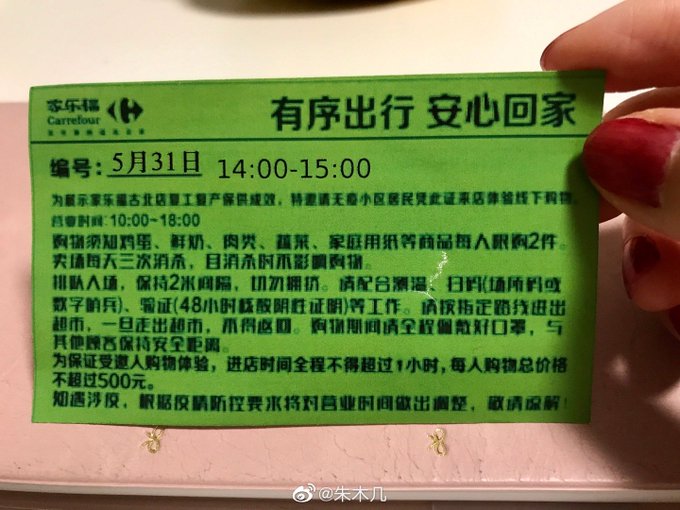 家乐福
Carrefour
有序出行 安心回家
编号：5月31日 14:00-15:00
为展示家乐福古北店复工复产保供成效，特邀请无疫小区居民凭此证来店体验线下购物。
营业时间：10:00~18:00
购物须知鸡蛋、鲜奶、肉类、蔬菜、家庭用纸等商品每人限购2件。
卖场每天三次消杀，且消杀时不影响购物。
排队入场，保持2米间隔，切勿拥挤。请配合测温、扫码(场所码或
数字哨兵)、验证(48小时核酸阴性证明)等工作。请按指定路线进出
超市，一旦走出超市，不得返回。购物期间请全程佩戴好口罩，与
其他顾客保持安全距离。
为保证受邀人购物体验，进店时间全程不得超过1小时，每人购物总价格
不超过500元。
如遇涉疫，根据疫情防控要求将对营业时间做出调整，敬请谅解！
@朱木几